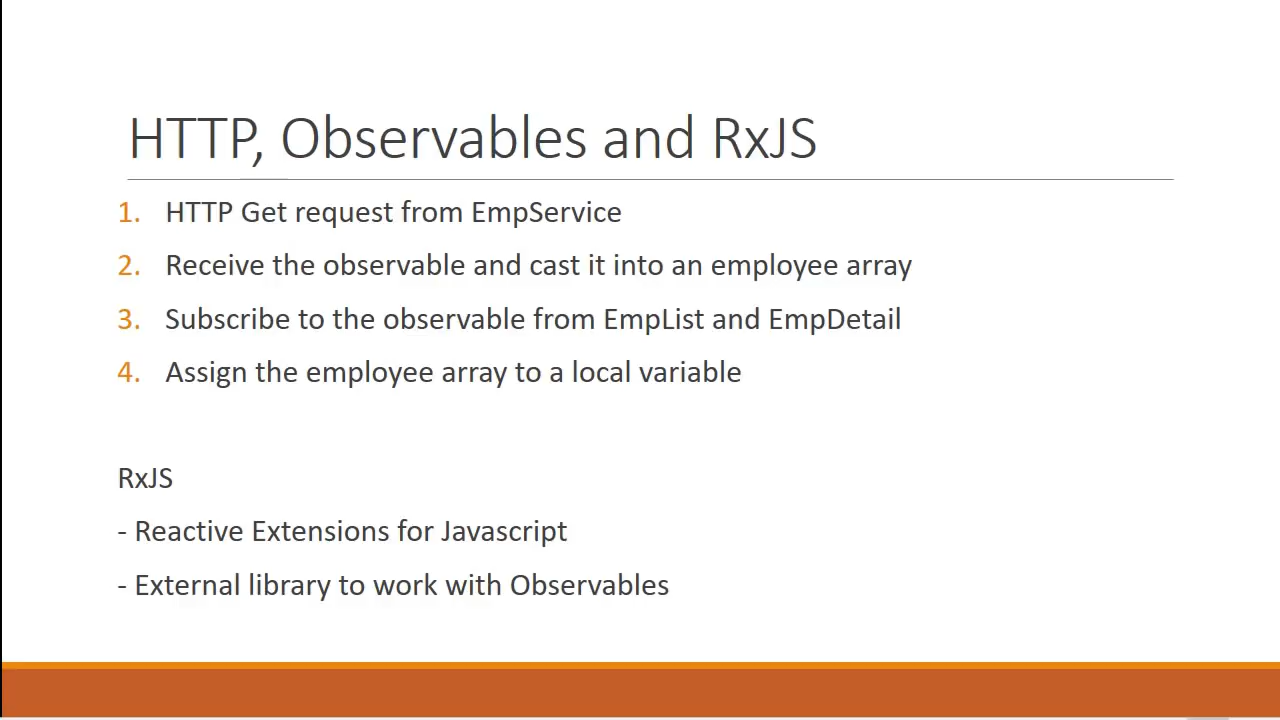 HTTP, Observables and RxJS
1. HTTP Get request from EmpService
2. Receive the observable and cast it into an employee array
3. Subscribe to the observable from EmpList and EmpDetail
4. Assign the employee array to a local variable
RxJS
- Reactive Extensions for Javascript
- External library to work with Observables